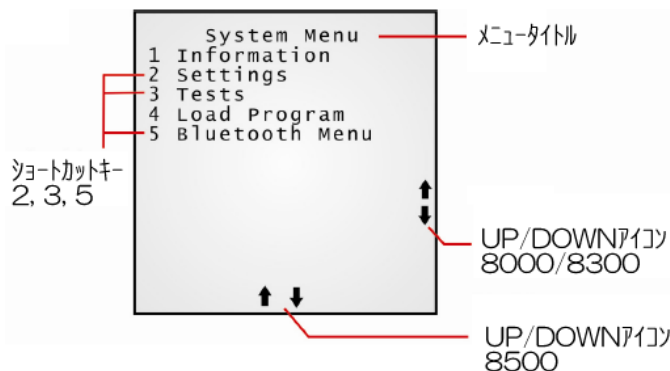 System Menu
1 Information
2 Settings
3 Tests
4 Load Program
5 Bluetooth Menu
ﾒﾆｭｰﾀｲﾄﾙ
ｼｮｰﾄｶｯﾄｷｰ
2, 3, 5
UP/DOWNｱｲｺﾝ
8000/8300
UP/DOWNｱｲｺﾝ
8500